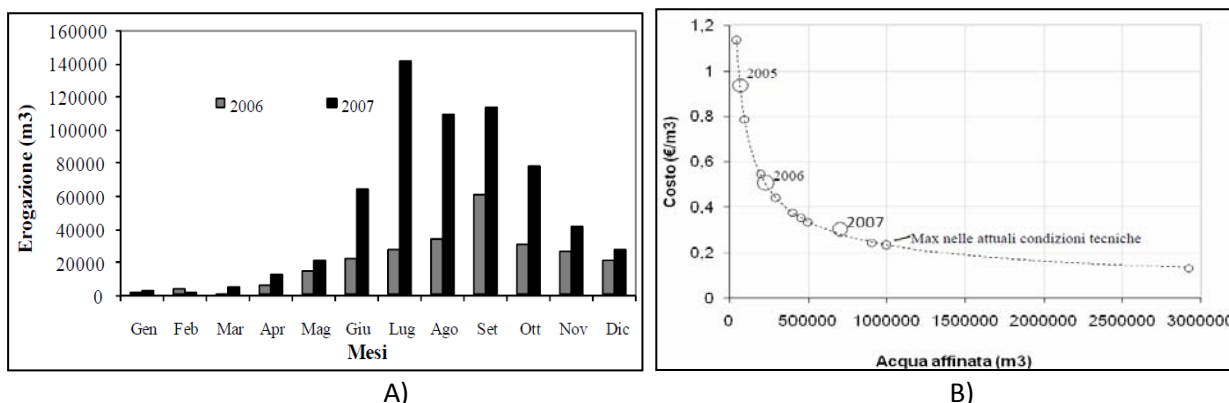 160000
140000
120000
100000
80000
60000
40000
20000
0
Erogazione (m3)
2006
2007
Gen Feb Mar Apr Mag Giu Lug Ago Set Ott Nov Dic
Mesi
A)
1,2
1
0,8
0,6
0,4
0,2
0
Costo (€/m3)
2005
2006
2007
Max nelle attuali condizioni tecniche
0 500000 1000000 1500000 2000000 2500000 3000000
Acqua affinata (m3)
B)